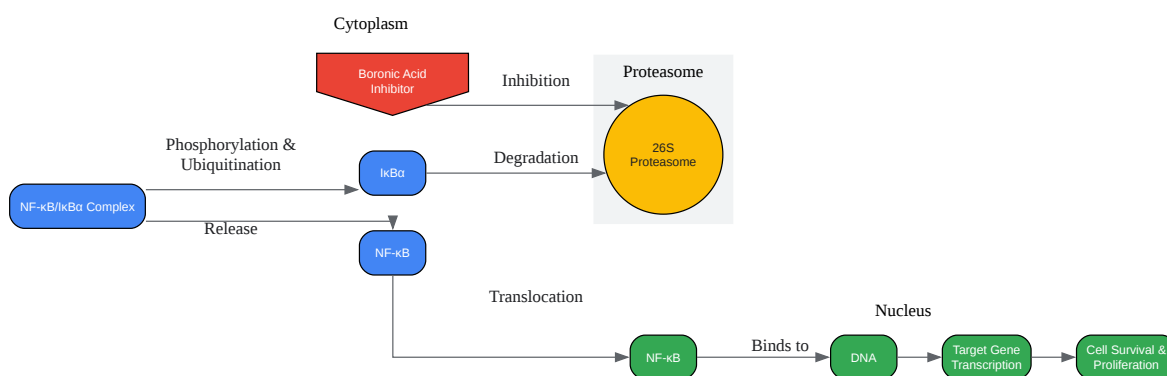 Cytoplasm
Boronic Acid
Inhibitor
Inhibition
Proteasome
26S
Proteasome
Phosphorylation &
Ubiquitination
IκBα
Degradation
NF-κB/IκBα Complex
Release
NF-κB
Translocation
Nucleus
NF-κB
Binds to
DNA
Target Gene
Transcription
Cell Survival &
Proliferation